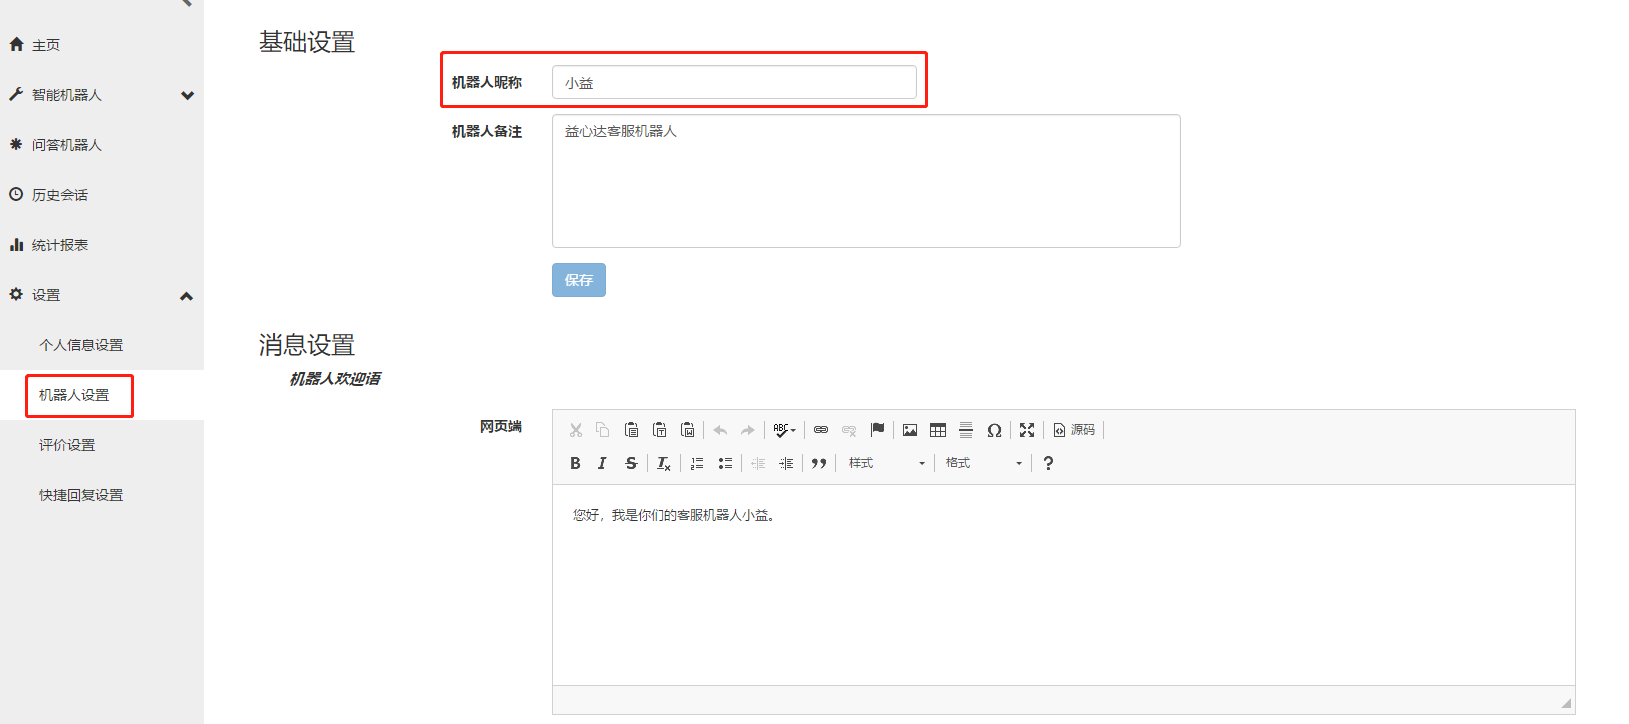 主页
智能机器人
问答机器人
历史会话
统计报表
设置
个人信息设置
机器人设置
评价设置
快捷回复设置
基础设置
机器人昵称 小益
机器人备注 益心达客服机器人
保存
消息设置
机器人欢迎语
网页端
ABC 源码
B I S Tx 样式 格式 ?
您好，我是你们的客服机器人小益。